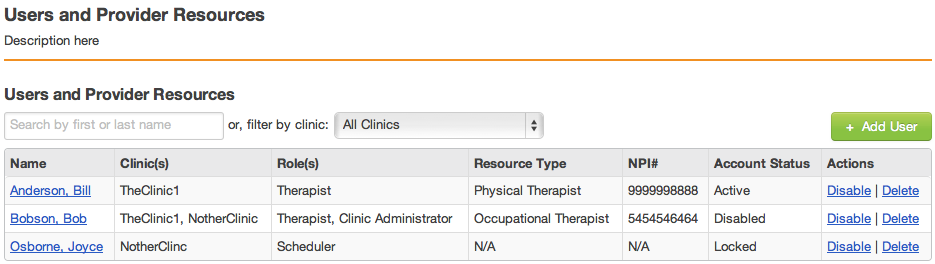 Users and Provider Resources
Description here
Users and Provider Resources
Search by first or last name or, filter by clinic: All Clinics + Add User
Name Clinic(s) Role(s) Resource Type NPI# Account Status Actions
Anderson, Bill TheClinic1 Therapist Physical Therapist 9999998888 Active Disable | Delete
Bobson, Bob TheClinic1, NotherClinic Therapist, Clinic Administrator Occupational Therapist 5454546464 Disabled Disable | Delete
Osborne, Joyce NotherClinc Scheduler N/A N/A Locked Disable | Delete